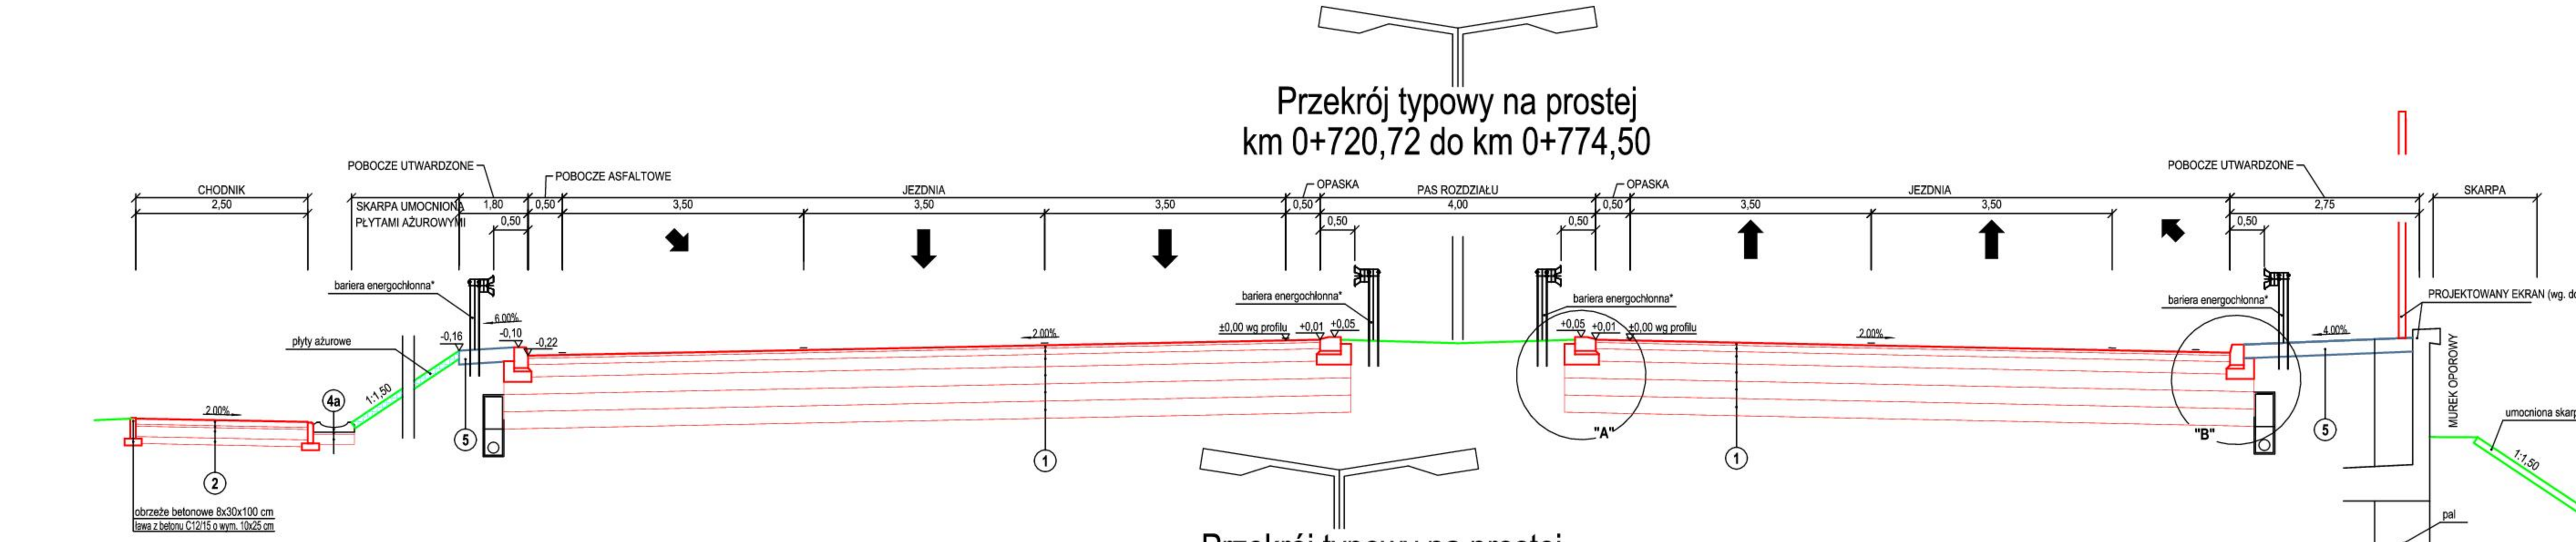 Przekrój typowy na prostej
km 0+720,72 do km 0+774,50
POBOCZE UTWARDZONE
POBOCZE ASFALTOWE
POBOCZE UTWARDZONE
CHODNIK
JEZDNIA
OPASKA
PAS ROZDZIAŁU
OPASKA
JEZDNIA
SKARPA
2,50
SKARPA UMOCNIONA
PŁYTAMI AŻUROWYMI
1,80
0,50
3,50
3,50
3,50
0,50
4,00
0,50
3,50
3,50
2,75
0,50
0,50
0,50
0,50
bariera energochłonna*
bariera energochłonna*
bariera energochłonna*
bariera energochłonna*
PROJEKTOWANY EKRAN (wg.
płyty ażurowe
-0,16
6.00%
-0,10
-0,22
2.00%
±0,00 wg profilu
+0,01
+0,05
+0,05
+0,01
±0,00 wg profilu
2.00%
4.00%
MUREK OPOROWY
1:1,50
4a
2.00%
5
1
"A"
1
"B"
5
umocniona
1:1,50
2
obrzeże betonowe 8x30x100 cm
ława z betonu C12/15 o wym. 10x25 cm
pal
Przekrój typowy na prostej